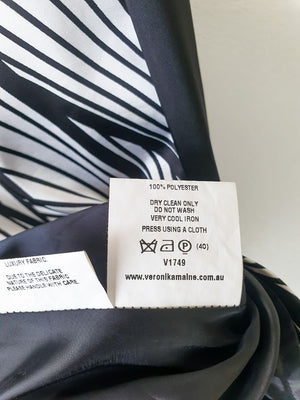 100% POLYESTER
DRY CLEAN ONLY
DO NOT WASH
VERY COOL IRON
PRESS USING A CLOTH
P (40)
V1749
www.veronikamaine.com.au
LUXURY FABRIC
DUE TO THE DELICATE
NATURE OF THIS FABRIC
PLEASE HANDLE WITH CARE.